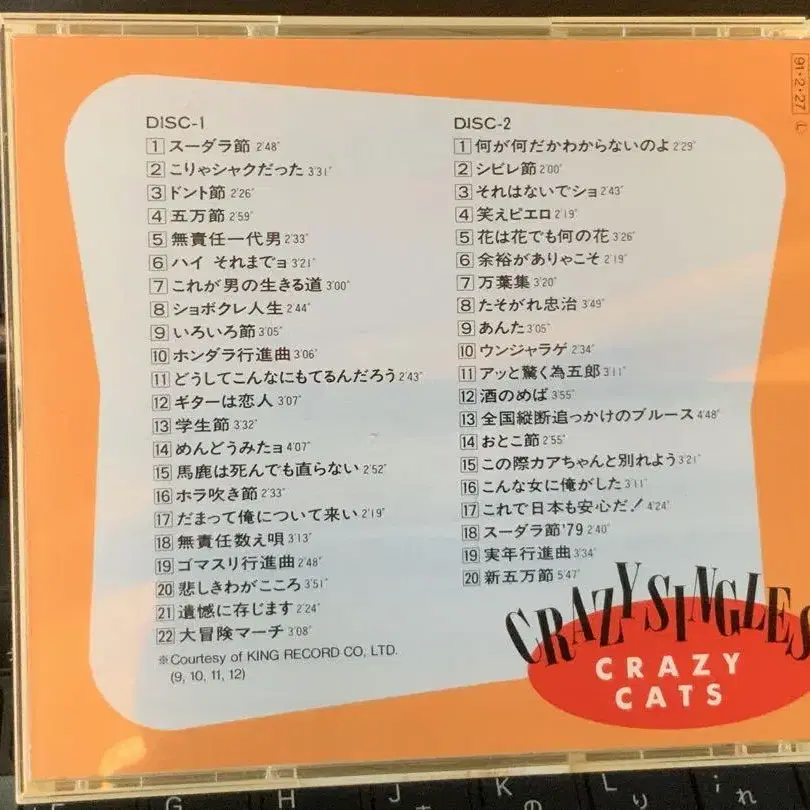 91・2・27 Ⓛ
DISC-1
1 スーダラ節 2'48"
2 こりゃシャクだった 3'31"
3 ドント節 2'26"
4 五万節 2'59"
5 無責任一代男 2'33"
6 ハイ それまでョ 3'21"
7 これが男の生きる道 3'00"
8 ショボクレ人生 2'44"
9 いろいろ節 3'05"
10 ホンダラ行進曲 3'06"
11 どうしてこんなにもてるんだろう 2'43"
12 ギターは恋人 3'07"
13 学生節 3'32"
14 めんどうみたョ 4'07"
15 馬鹿は死んでも直らない 2'52"
16 ホラ吹き節 2'33"
17 だまって俺について来い 2'19"
18 無責任数え唄 3'13"
19 ゴマスリ行進曲 2'48"
20 悲しきわがこころ 3'51"
21 遺憾に存じます 2'24"
22 大冒険マーチ 3'08"
※Courtesy of KING RECORD CO, LTD.
(9, 10, 11, 12)
DISC-2
1 何が何だかわからないのよ 2'29"
2 シビレ節 2'00"
3 それはないでショ 2'43"
4 笑えピエロ 2'19"
5 花は花でも何の花 3'26"
6 余裕がありゃこそ 2'19"
7 万葉集 3'20"
8 たそがれ忠治 3'49"
9 あんた 3'05"
10 ウンジャラゲ 2'34"
11 アッと驚く為五郎 3'11"
12 酒のめば 3'55"
13 全国縦断追っかけのブルース 4'48"
14 おとこ節 2'55"
15 この際カアちゃんと別れよう 3'21"
16 こんな女に俺がした 3'11"
17 これで日本も安心だ! 4'24"
18 スーダラ節'79 2'40"
19 実年行進曲 3'34"
20 新五万節 5'47"
CRAZY SINGLES
CRAZY
CATS
G H J K L
の り れ